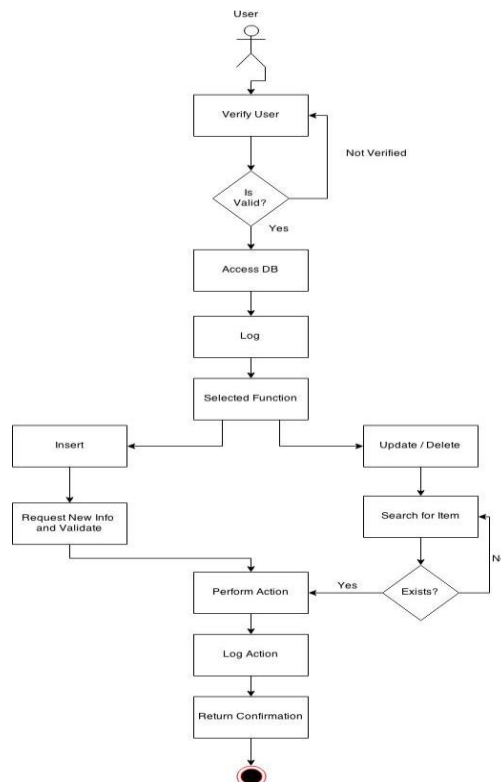 User
Verify User
Not Verified
Is
Valid?
Yes
Access DB
Log
Selected Function
Insert
Update / Delete
Request New Info
and Validate
Search for Item
Perform Action
Yes
Exists?
Log Action
Return Confirmation